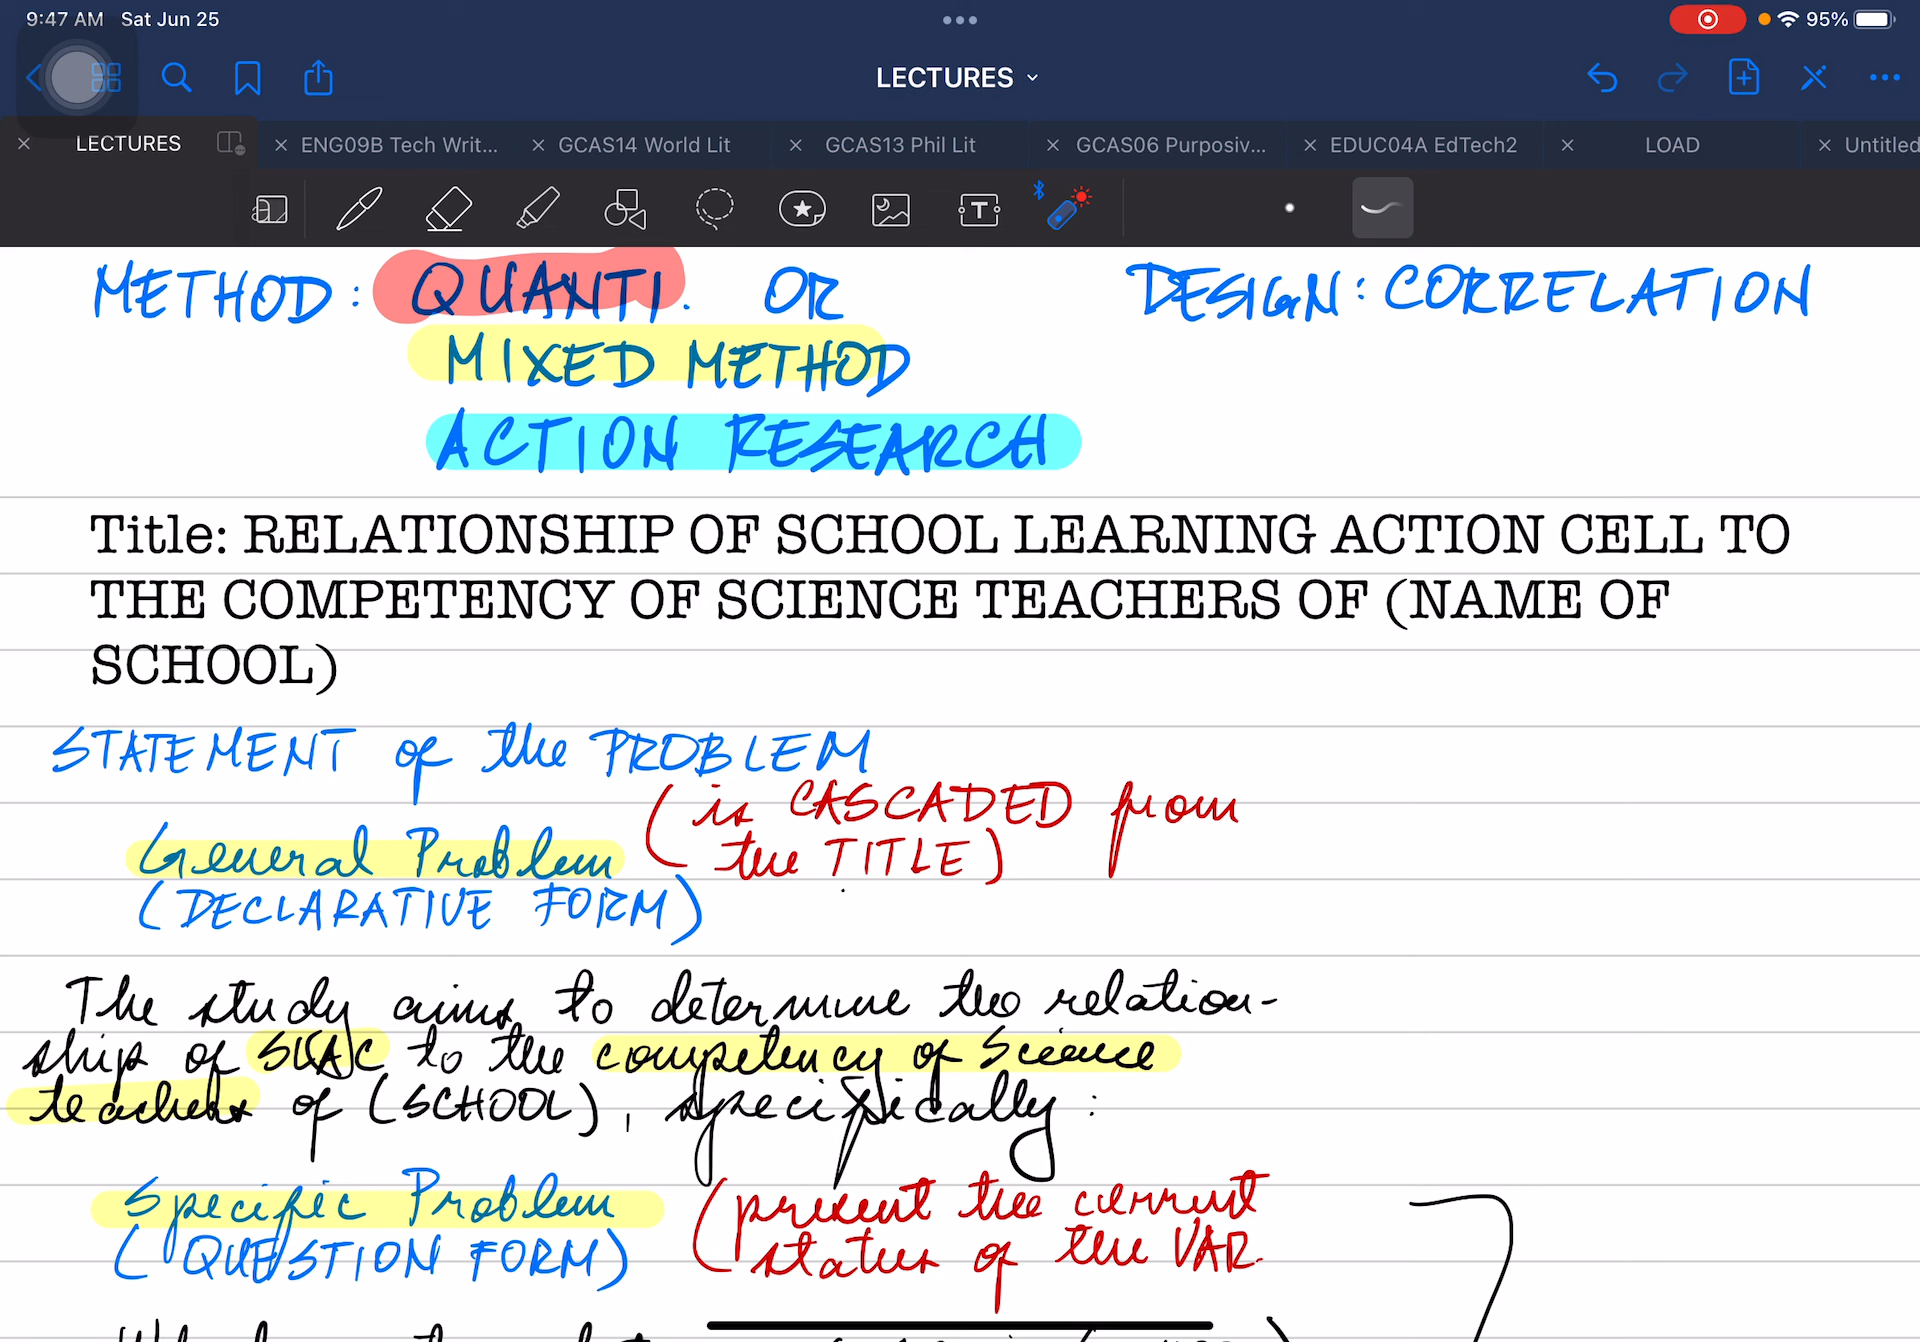 9:47 AM Sat Jun 25
95%
LECTURES
LECTURES
ENG09B Tech Writ...
GCAS14 World Lit
GCAS13 Phil Lit
GCAS06 Purposiv...
EDUC04A EdTech2
LOAD
Untitled
METHOD: QUANTI. OR
DESIGN: CORRELATION
MIXED METHOD
ACTION RESEARCH
Title: RELATIONSHIP OF SCHOOL LEARNING ACTION CELL TO
THE COMPETENCY OF SCIENCE TEACHERS OF (NAME OF
SCHOOL)
STATEMENT of the PROBLEM
(is CASCADED from
the TITLE)
General Problem
(DECLARATIVE FORM)
The study aims to determine the relation-
ship of SLAC to the competency of Science
teachers of (SCHOOL), specifically:
Specific Problem
(QUESTION FORM)
(present the current
status of the VAR.